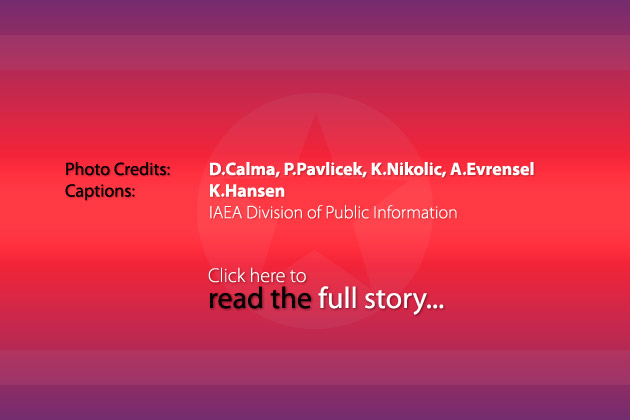 Photo Credits: D.Calma, P.Pavlicek, K.Nikolic, A.Evrensel
Captions: K.Hansen
IAEA Division of Public Information
Click here to
read the full story...